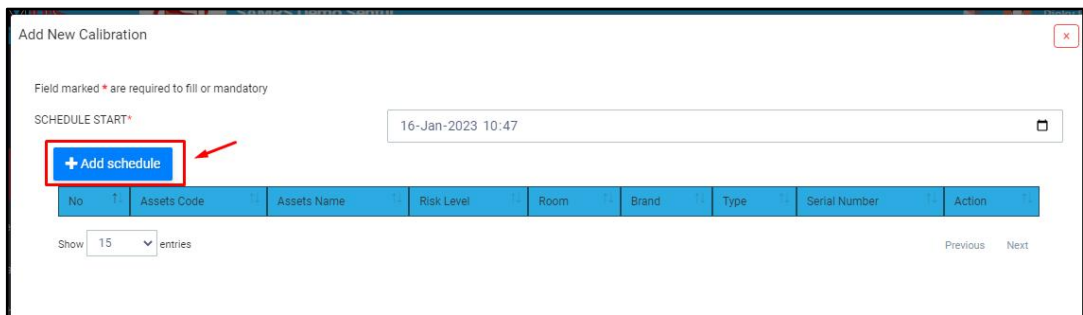 Add New Calibration
×
Field marked * are required to fill or mandatory
SCHEDULE START*
16-Jan-2023 10:47
+ Add schedule
No Assets Code Assets Name Risk Level Room Brand Type Serial Number Action
Show 15 entries
Previous Next